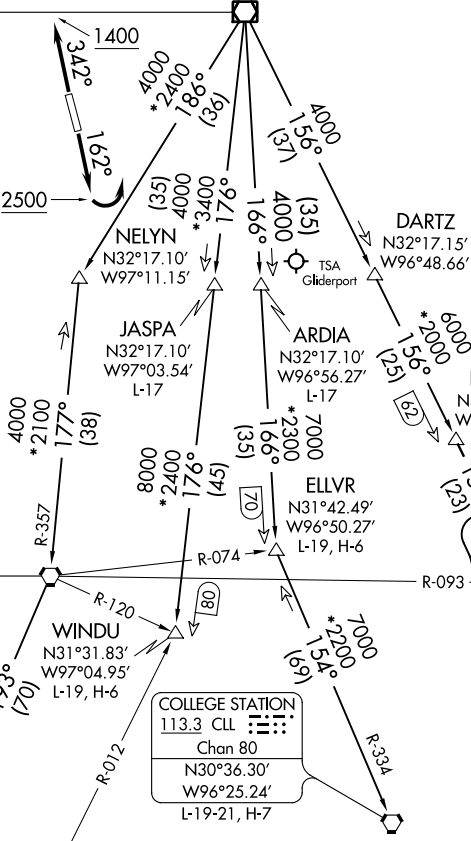 1400
342°
162°
2500
4000
*2400
186°
(36)
(35)
4000
*3400
176°
(35)
4000
166°
4000
156°
(37)
TSA
Gliderport
NELYN
N32°17.10'
W97°11.15'
JASPA
N32°17.10'
W97°03.54'
L-17
ARDIA
N32°17.10'
W96°56.27'
L-17
DARTZ
N32°17.15'
W96°48.66'
6000
*2000
156°
(25)
62
N
W
(23)
4000
*2100
177°
(38)
R-357
8000
*2400
176°
(45)
7000
*2300
166°
(35)
70
ELLVR
N31°42.49'
W96°50.27'
L-19, H-6
R-074
R-093
R-120
80
WINDU
N31°31.83'
W97°04.95'
L-19, H-6
193°
(70)
R-012
7000
*2200
154°
(69)
R-334
COLLEGE STATION
113.3 CLL
Chan 80
N30°36.30'
W96°25.24'
L-19-21, H-7